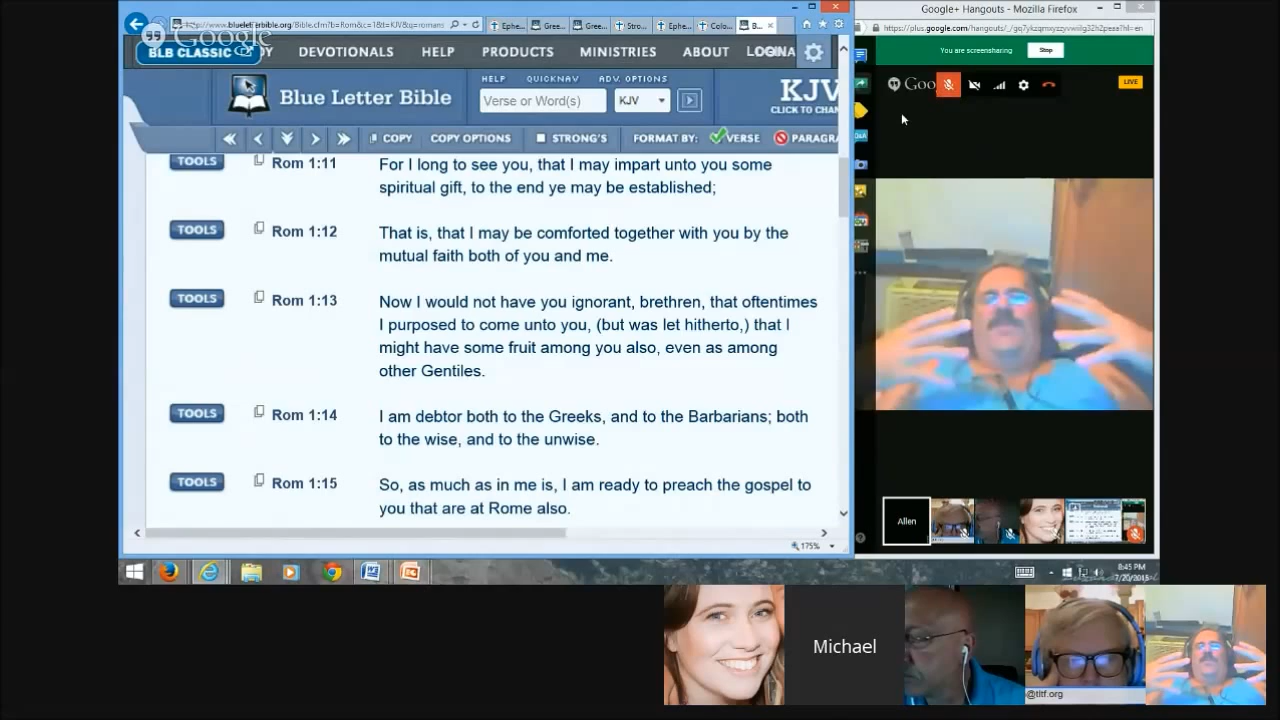 Google+ Hangouts - Mozilla Firefox
BLB CLASSIC
DEVOTIONALS
HELP
PRODUCTS
MINISTRIES
ABOUT
HELP
QUICKNAV
ADV. OPTIONS
Blue Letter Bible
Verse or Word(s)
KJV
KJV
COPY
COPY OPTIONS
STRONG'S
FORMAT BY:
VERSE
TOOLS
Rom 1:11
For I long to see you, that I may impart unto you some
spiritual gift, to the end ye may be established;
TOOLS
Rom 1:12
That is, that I may be comforted together with you by the
mutual faith both of you and me.
TOOLS
Rom 1:13
Now I would not have you ignorant, brethren, that oftentimes
I purposed to come unto you, (but was let hitherto,) that I
might have some fruit among you also, even as among
other Gentiles.
TOOLS
Rom 1:14
I am debtor both to the Greeks, and to the Barbarians; both
to the wise, and to the unwise.
TOOLS
Rom 1:15
So, as much as in me is, I am ready to preach the gospel to
you that are at Rome also.
175%
You are screensharing
Stop
LIVE
Allen
8:45 PM
Michael
@tltf.org